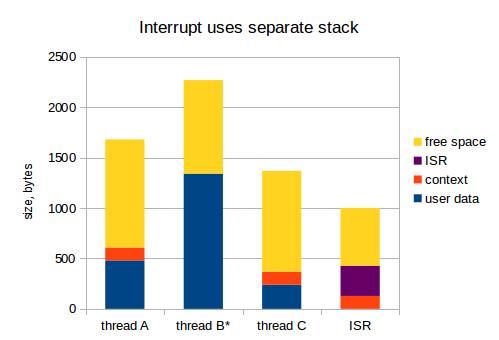 Interrupt uses separate stack
size, bytes
2500
2000
1500
1000
500
0
thread A
thread B*
thread C
ISR
free space
ISR
context
user data